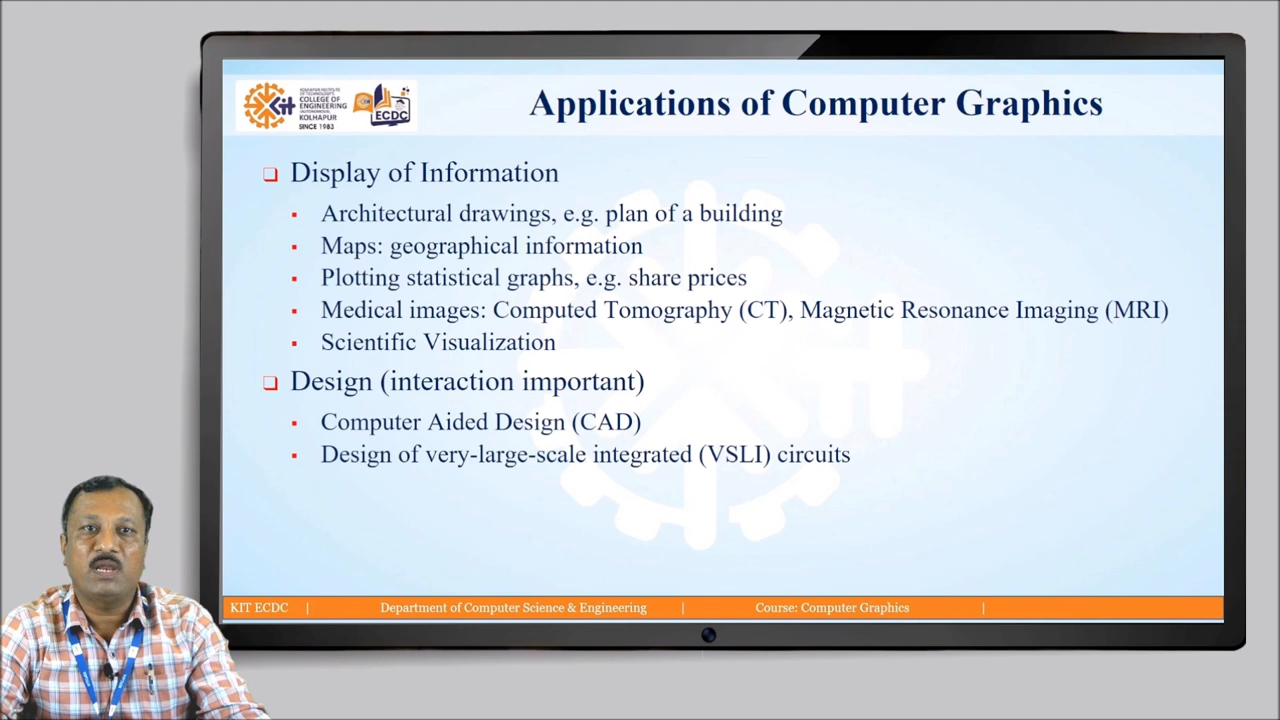 KOLHAPUR INSTITUTE
OF TECHNOLOGY'S
COLLEGE OF
ENGINEERING
(AUTONOMOUS)
KOLHAPUR
SINCE 1983
KIT
ECDC
Applications of Computer Graphics
Display of Information
Architectural drawings, e.g. plan of a building
Maps: geographical information
Plotting statistical graphs, e.g. share prices
Medical images: Computed Tomography (CT), Magnetic Resonance Imaging (MRI)
Scientific Visualization
Design (interaction important)
Computer Aided Design (CAD)
Design of very-large-scale integrated (VSLI) circuits
KIT ECDC | Department of Computer Science & Engineering | Course: Computer Graphics |